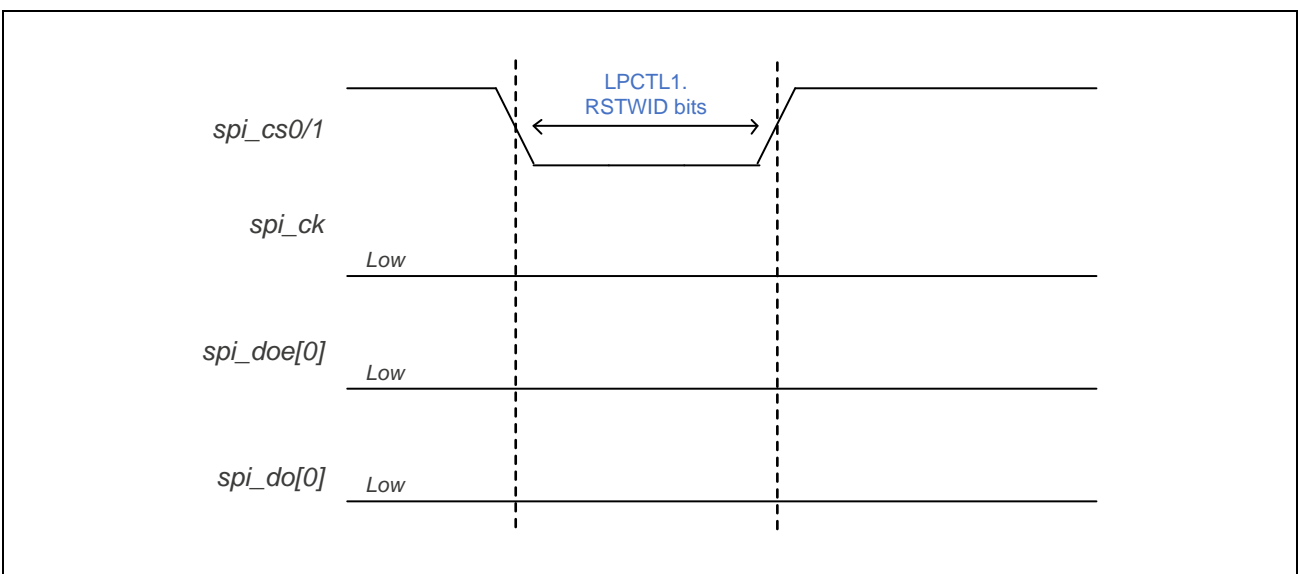 LPCTL1.
RSTWID bits
spi_cs0/1
spi_ck
Low
spi_doe[0]
Low
spi_do[0]
Low